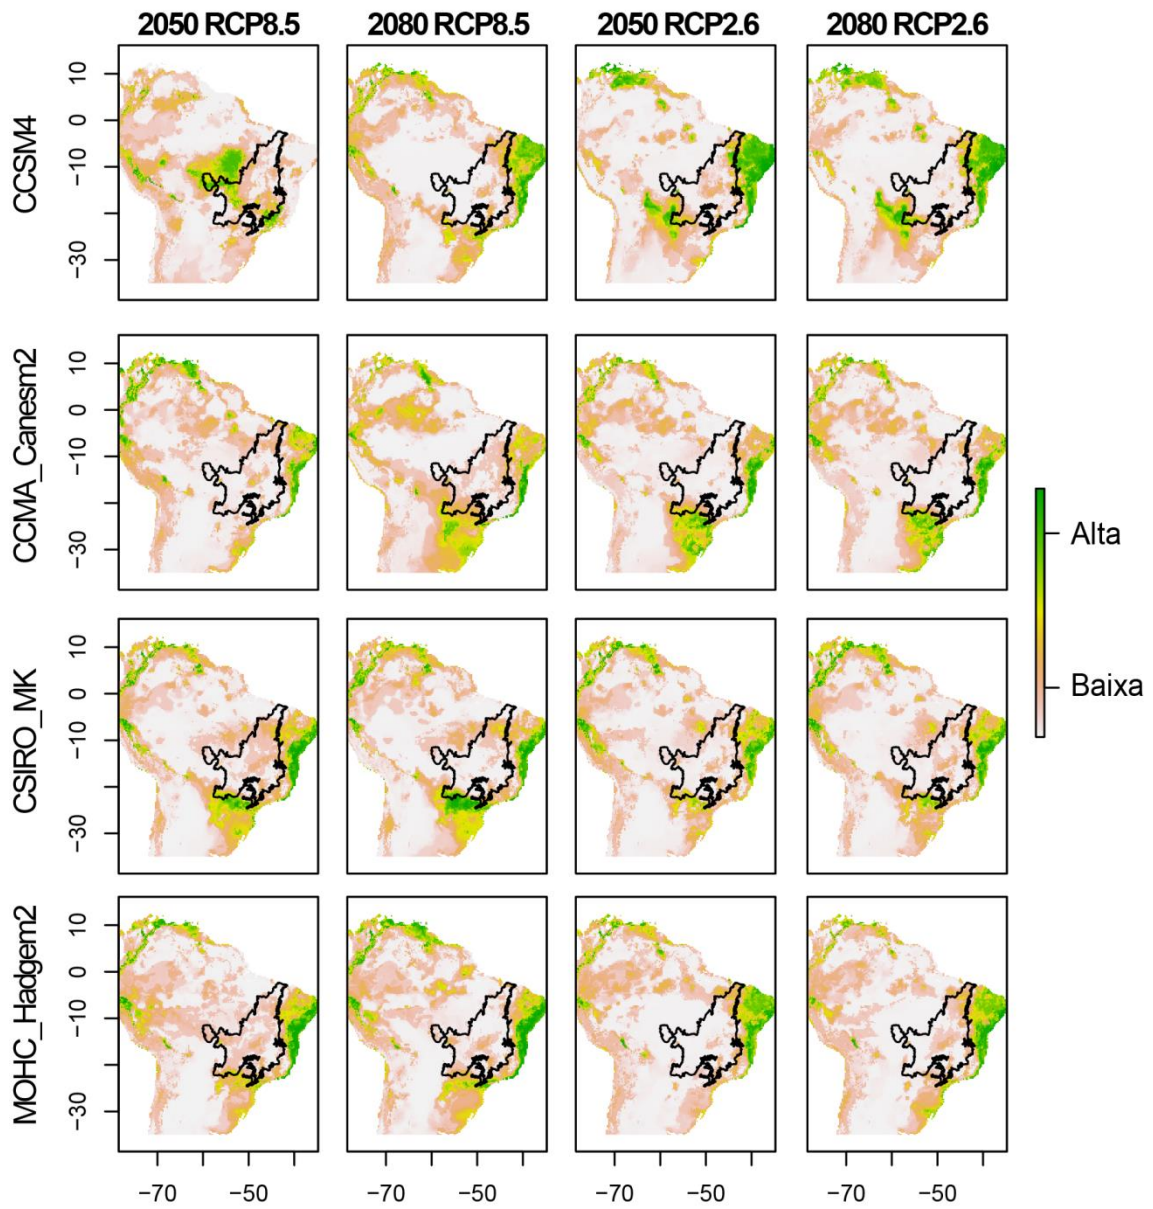 2050 RCP8.5 2080 RCP8.5 2050 RCP2.6 2080 RCP2.6
CCSM4
10
0
−10
−30
CCMA_Canesm2
10
0
−10
−30
Alta
Baixa
CSIRO_MK
10
0
−10
−30
MOHC_Hadgem2
10
0
−10
−30
−70 −50 −70 −50 −70 −50 −70 −50